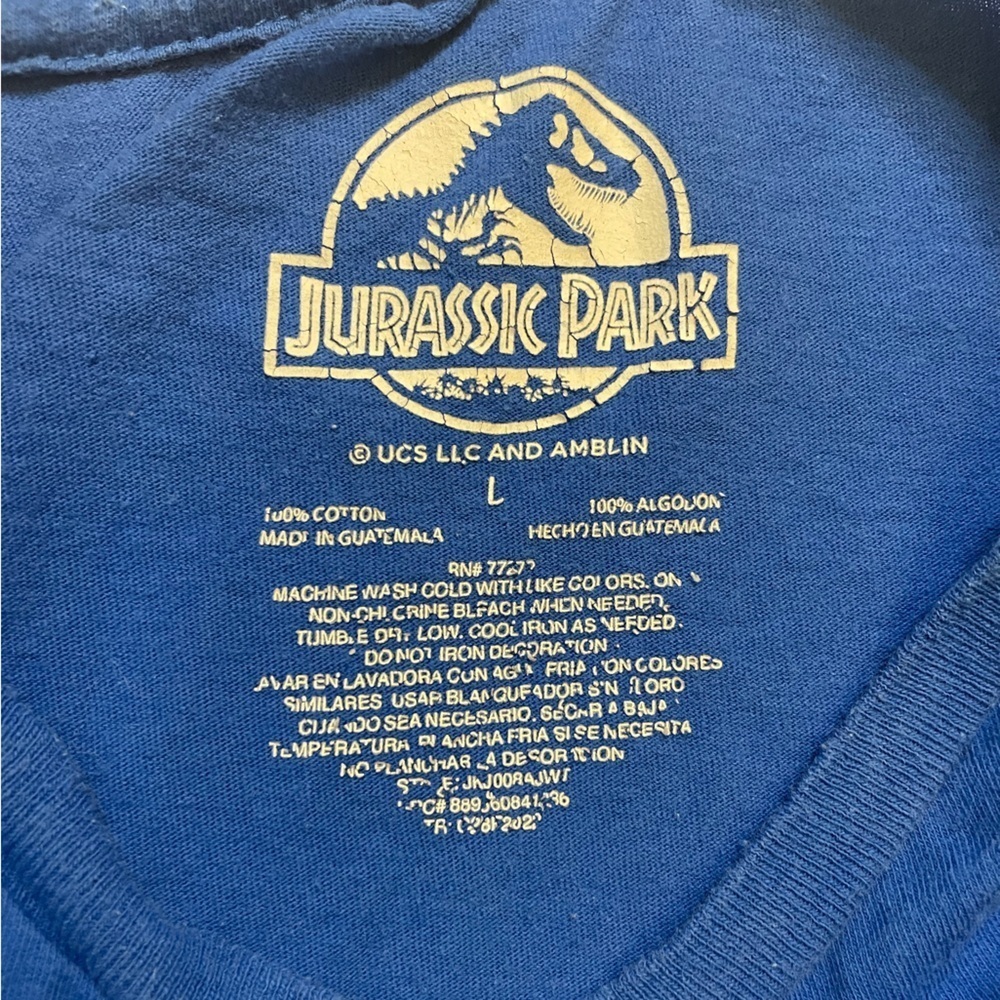 JURASSIC PARK
© UCS LLC AND AMBLIN
L
100% COTTON
MADE IN GUATEMALA
100% ALGODON
HECHO EN GUATEMALA
RN#
MACHINE WASH COLD WITH LIKE COLORS. ON
NON-CHLORINE BLEACH WHEN NEEDED,
TUMBLE DRY LOW. COOL IRON AS NEEDED.
DO NOT IRON DECORATION
LAVAR EN LAVADORA CON AGUA FRIA CON COLORES
SIMILARES USAR BLANQUEADOR SIN CLORO
CUANDO SEA NECESARIO. SECAR A BAJA
TEMPERATURA PLANCHA FRIA SI SE NECESITA
NO PLANCHAR LA